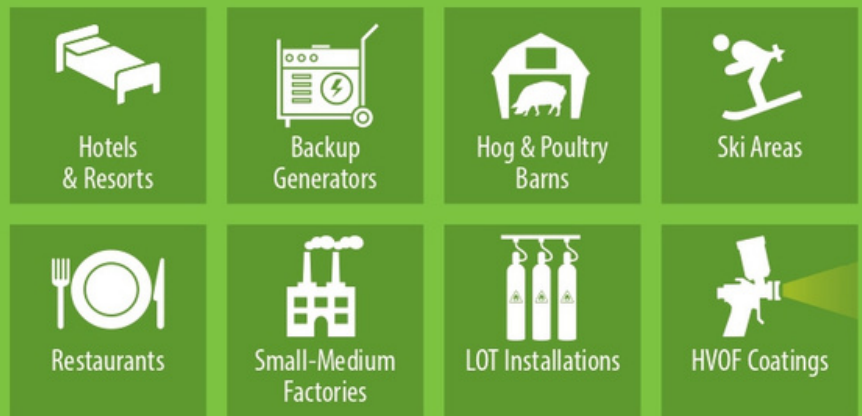 Hotels
& Resorts
Backup
Generators
Hog & Poultry
Barns
Ski Areas
Restaurants
Small-Medium
Factories
LOT Installations
HVOF Coatings